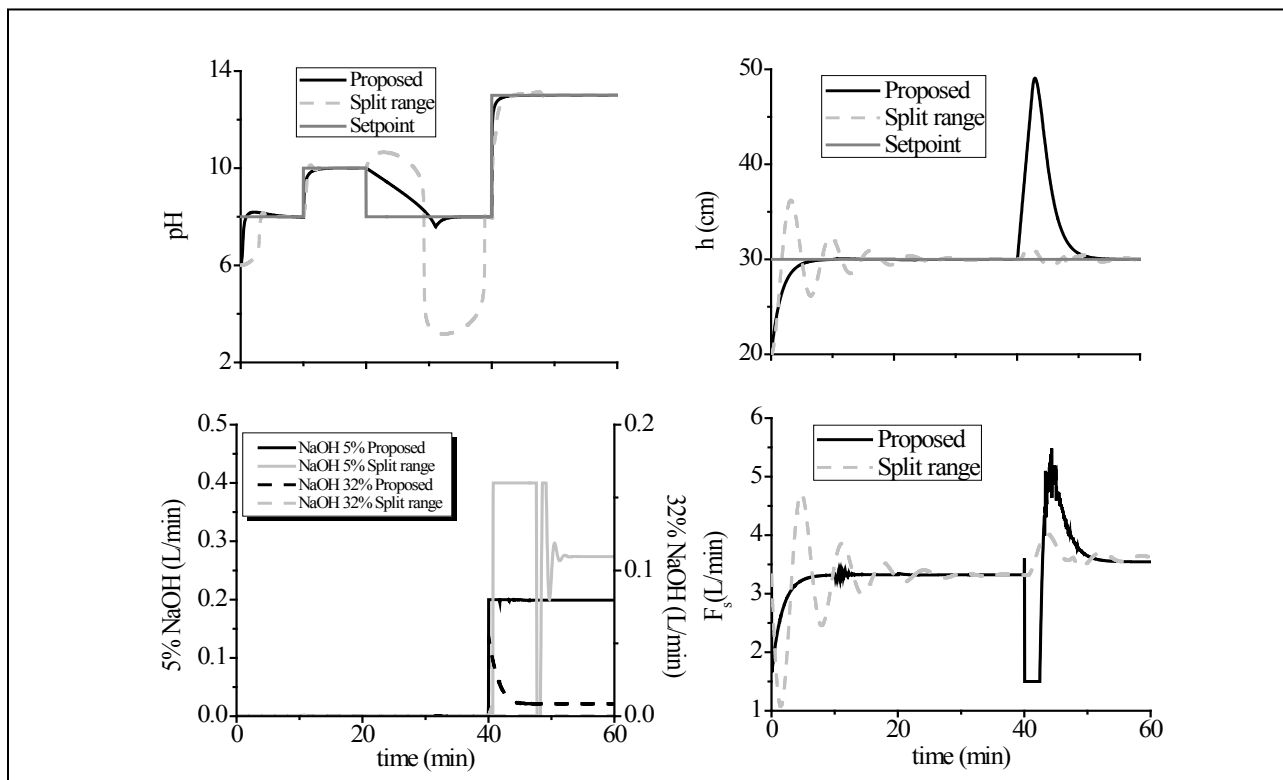 14
10
6
2
pH
Proposed
Split range
Setpoint
50
40
30
20
h (cm)
Proposed
Split range
Setpoint
0.5
0.4
0.3
0.2
0.1
0.0
5% NaOH (L/min)
NaOH 5% Proposed
NaOH 5% Split range
NaOH 32% Proposed
NaOH 32% Split range
0.2
0.1
0.0
32% NaOH (L/min)
0
20
40
60
time (min)
6
5
4
3
2
1
Fs (L/min)
Proposed
Split range
0
20
40
60
time (min)